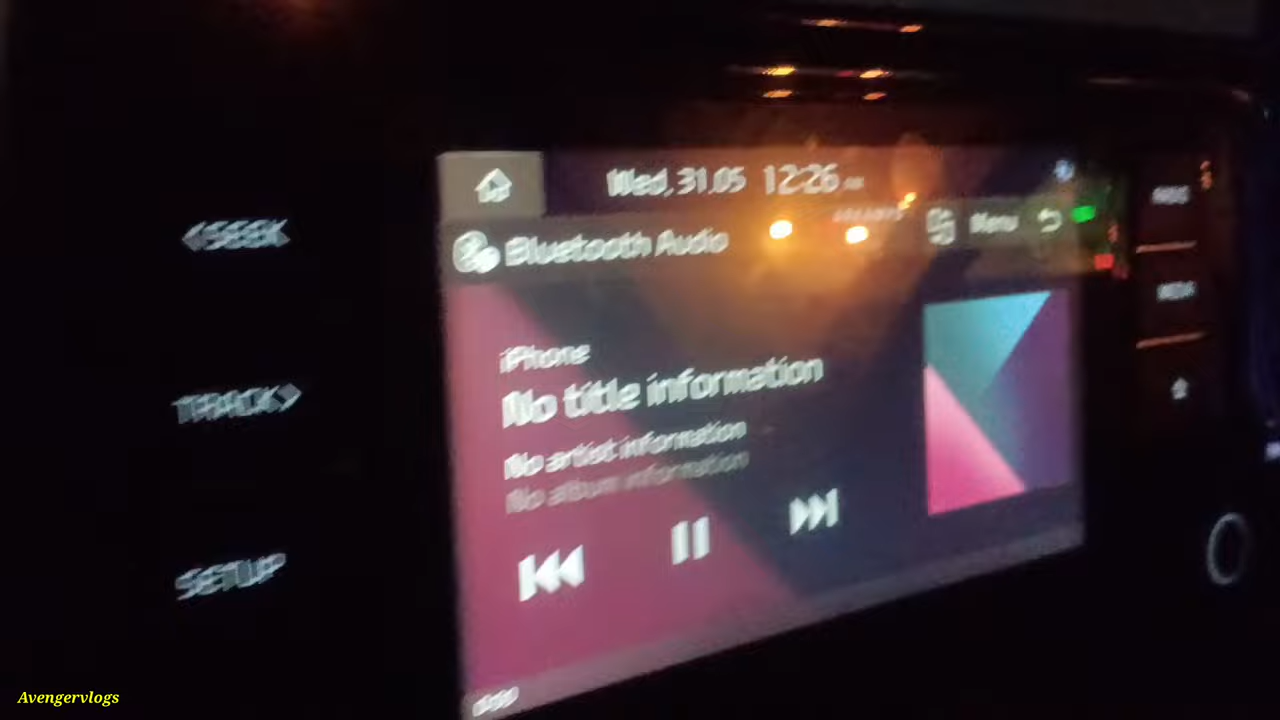 Wed, 31.05 12:26
<SEEK
Bluetooth Audio
Menu
iPhone
No title information
TRACK>
No artist information
No album information
SETUP
Avengervlogs